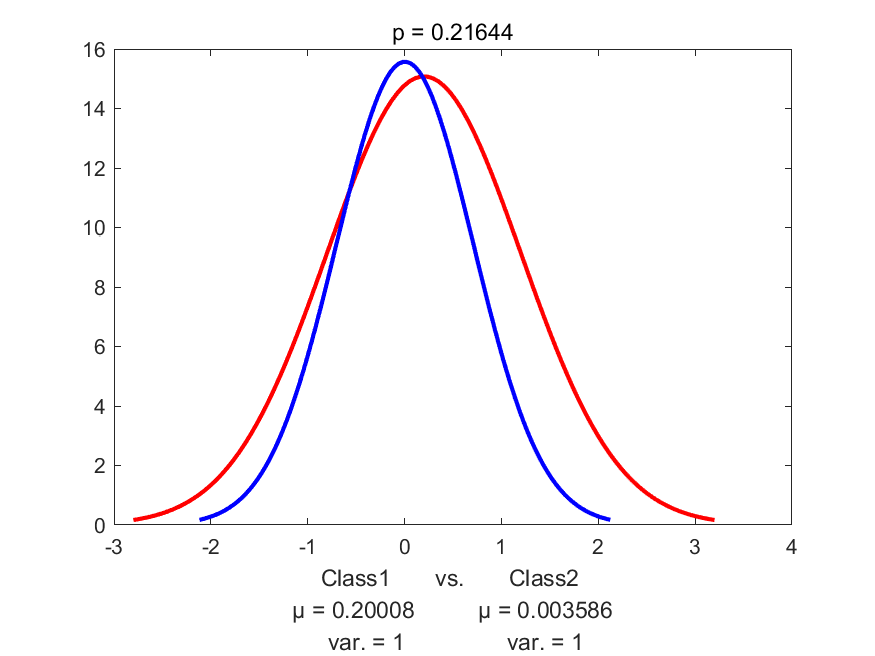 p = 0.21644
16
14
12
10
8
6
4
2
0
-3 -2 -1 0 1 2 3 4
Class1 vs. Class2
μ = 0.20008 μ = 0.003586
var. = 1 var. = 1